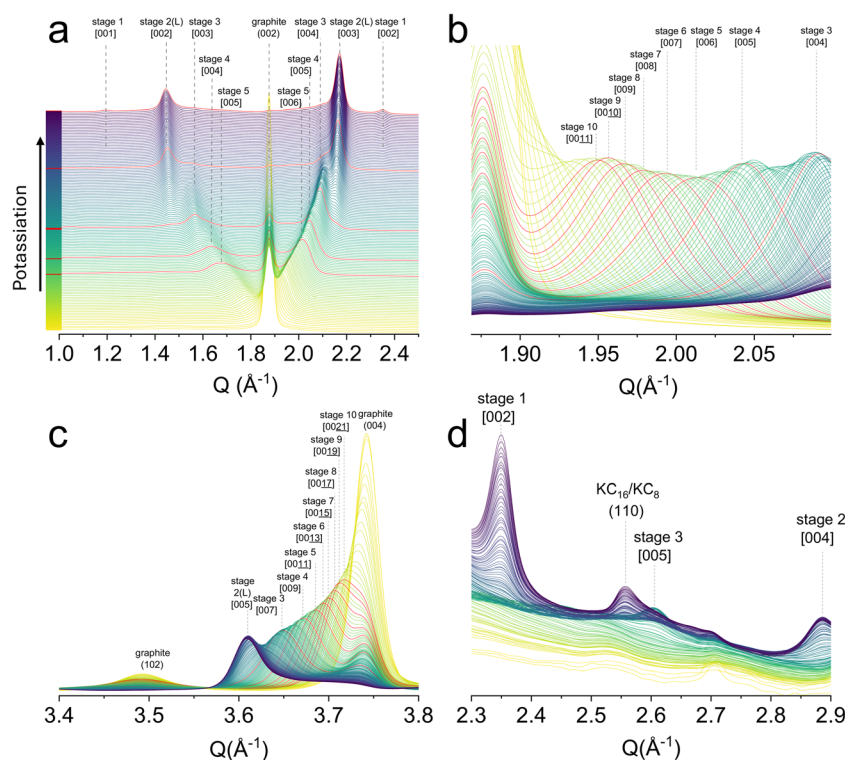 a
stage 1
[001]
stage 2(L)
[002]
stage 3
[003]
stage 4
[004]
stage 5
[005]
graphite
(002)
stage 5
[006]
stage 4
[005]
stage 3
[004]
stage 2(L)
[003]
stage 1
[002]
Potassiation
1.0 1.2 1.4 1.6 1.8 2.0 2.2 2.4
Q (Å⁻¹)
b
stage 10
[0011]
stage 9
[0010]
stage 8
[009]
stage 7
[008]
stage 6
[007]
stage 5
[006]
stage 4
[005]
stage 3
[004]
1.90 1.95 2.00 2.05
Q(Å⁻¹)
c
graphite
(102)
stage
2(L)
[005]
stage 3
[007]
stage 4
[009]
stage 5
[0011]
stage 6
[0013]
stage 7
[0015]
stage 8
[0017]
stage 9
[0019]
stage 10
[0021]
graphite
(004)
3.4 3.5 3.6 3.7 3.8
Q(Å⁻¹)
d
stage 1
[002]
KC₁₆/KC₈
(110)
stage 3
[005]
stage 2
[004]
2.3 2.4 2.5 2.6 2.7 2.8 2.9
Q(Å⁻¹)